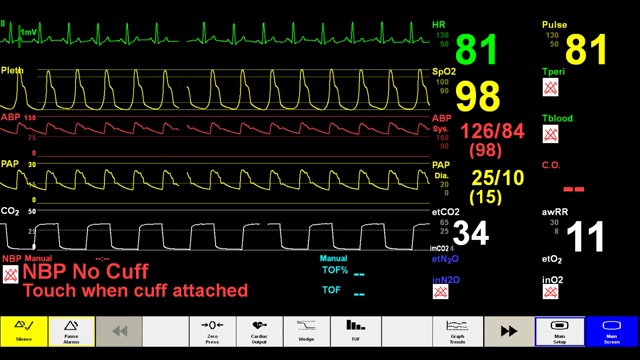 II
1mV
HR
130
50
81
Pulse
130
50
81
Pleth
100
SpO2
98
Tperi
ABP 150
75
0
ABP
Sys.
160
90
126/84
(98)
Tblood
PAP 30
15
0
PAP
Dia.
20
0
25/10
(15)
C.O.
--
CO2 50
25
0
etCO2
65
25
imCO2 4
34
awRR
30
8
11
NBP Manual --:--
NBP No Cuff
Touch when cuff attached
Manual
TOF% --
TOF --
etN2O
inN2O
etO2
inO2
Silence
Pause
Alarms
Zero
Press
Cardiac
Output
Wedge
TOF
Graph
Trends
Main
Setup
Main
Screen